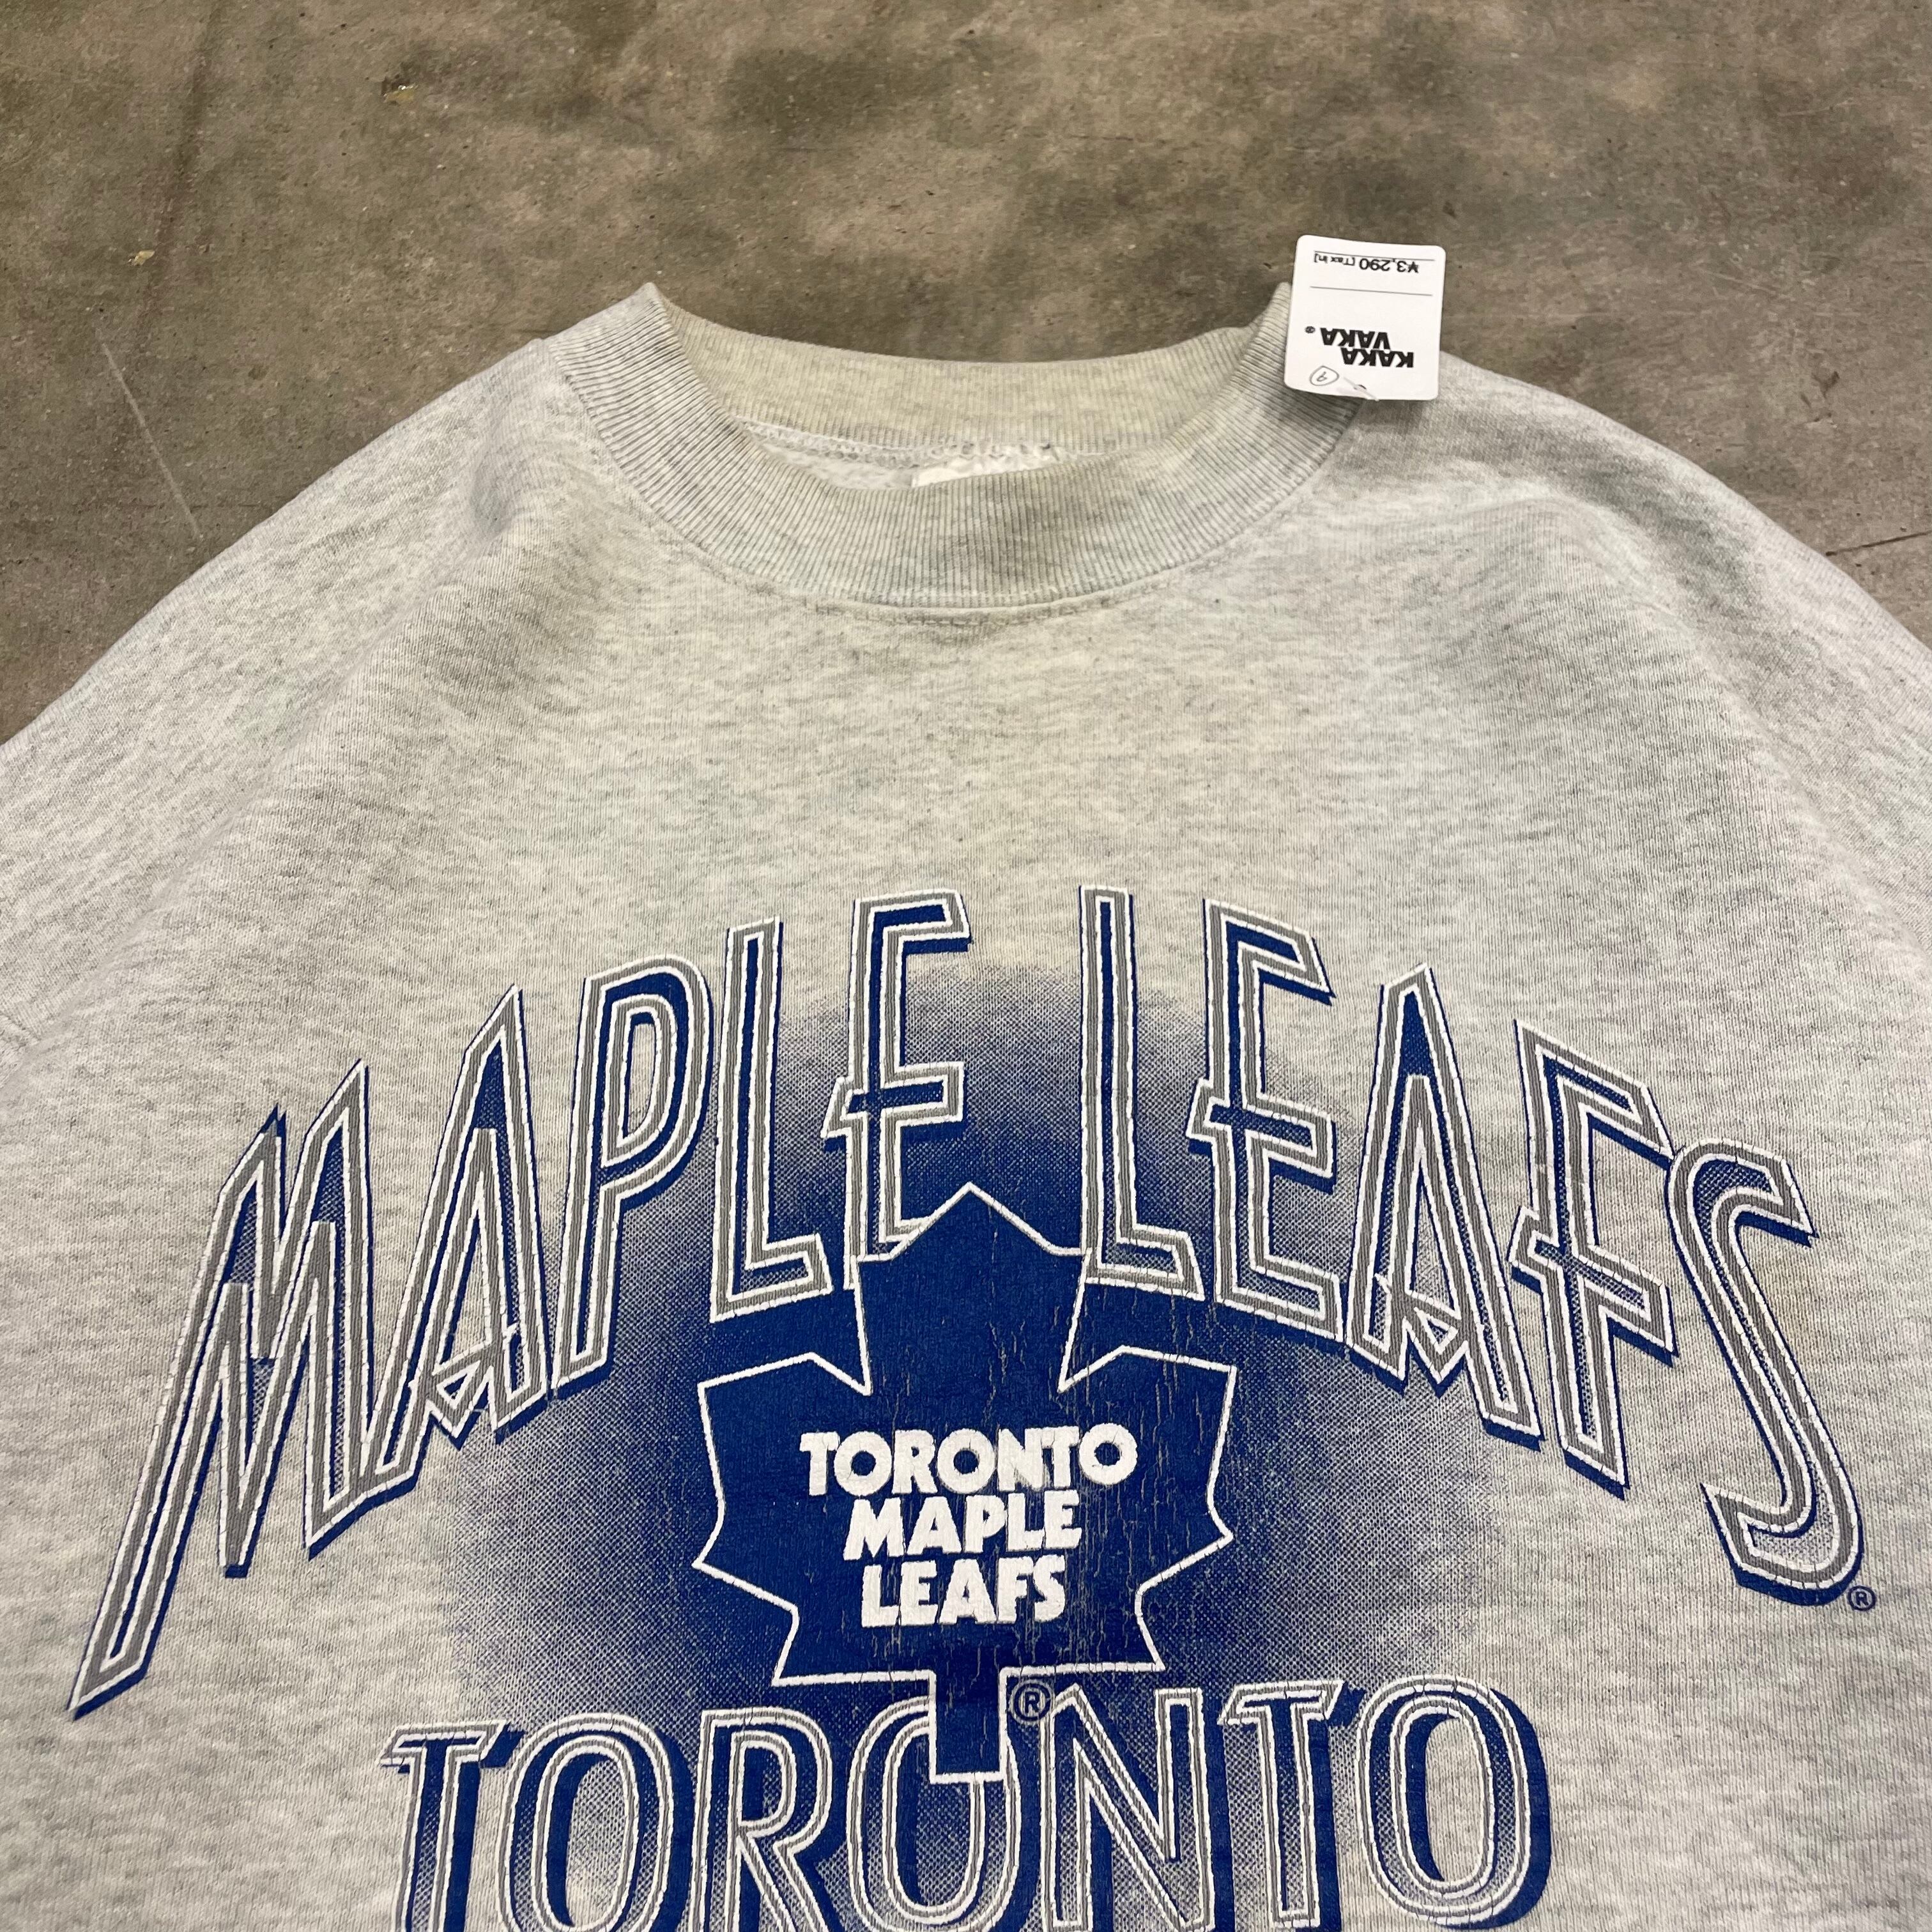 ¥3,290 [Tax in]
KAKA
VAKA®
MAPLE LEAFS®
TORONTO
MAPLE
LEAFS
®
TORONTO